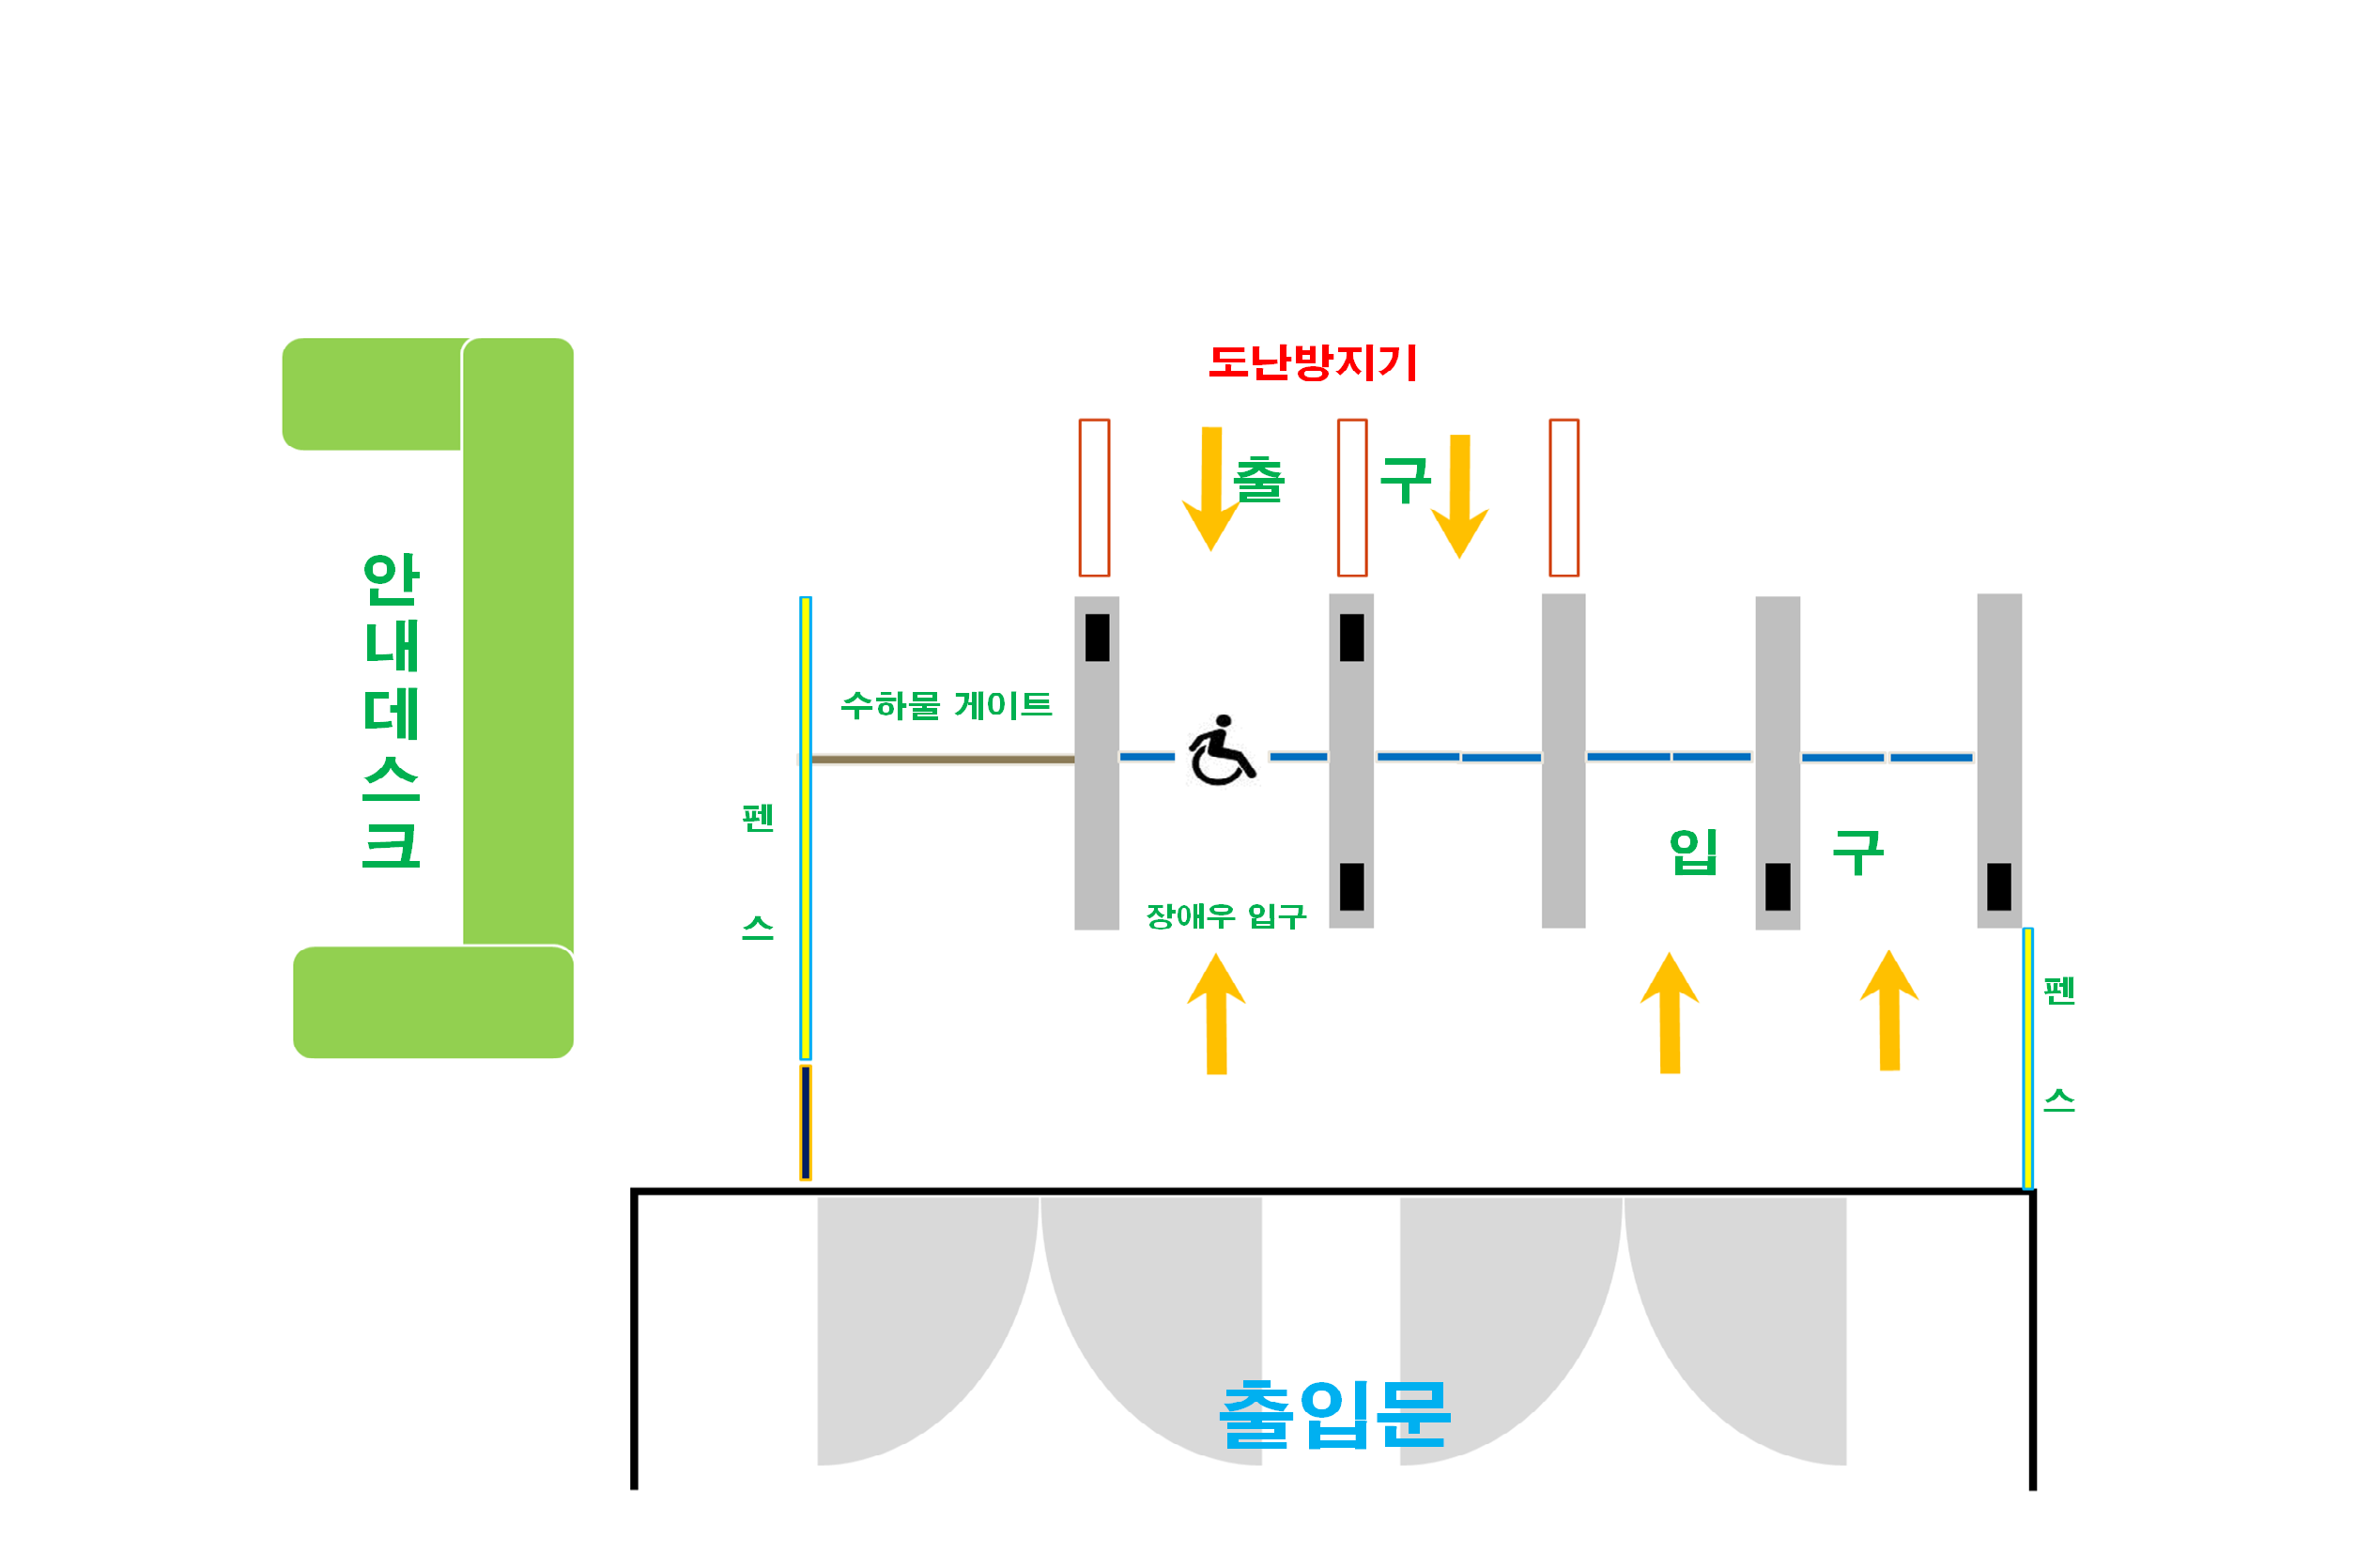 도난방지기
출 구
안
내
데
스
크
수하물 게이트
펜
스
입 구
장애우 입구
펜
스
출입문